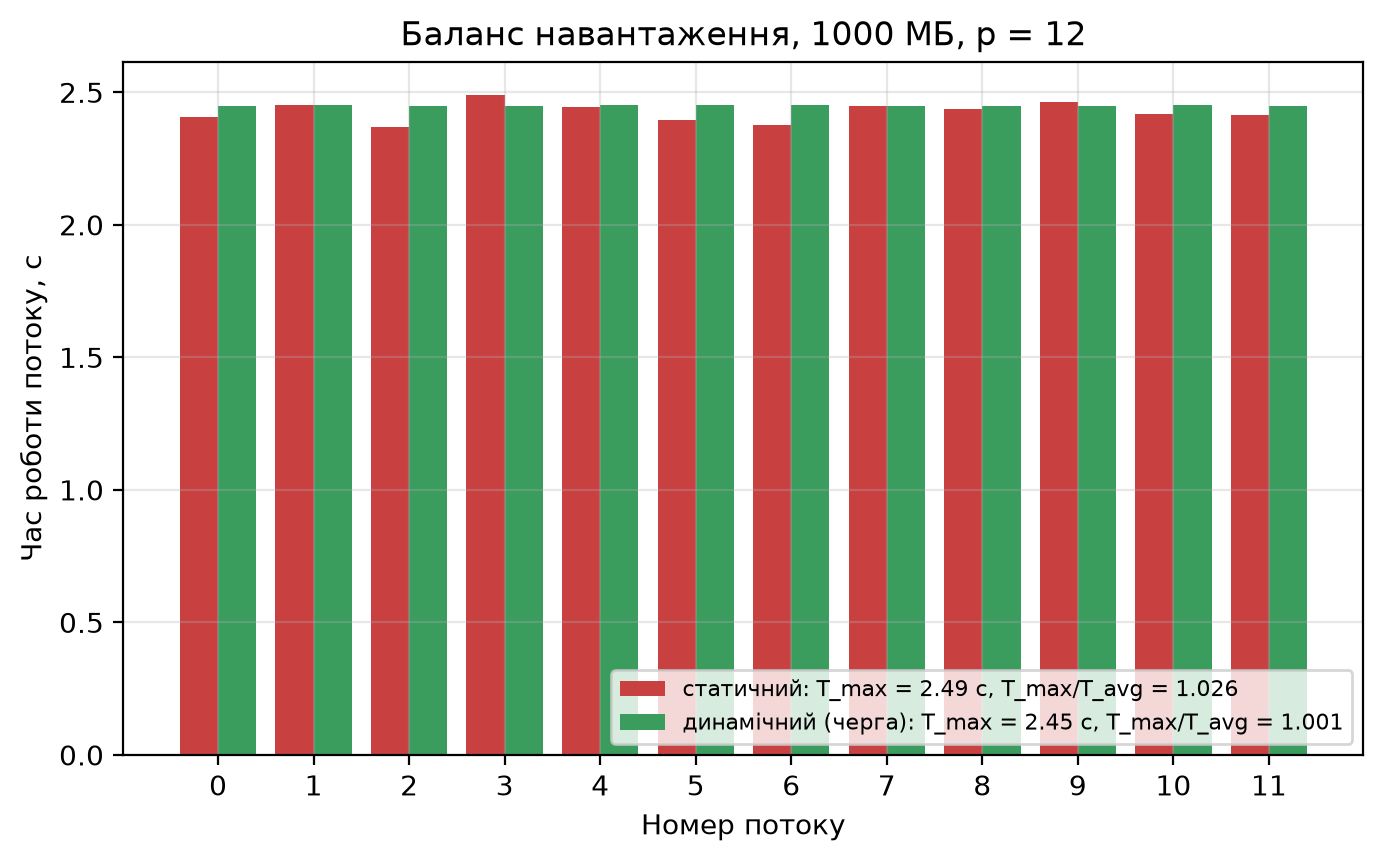 Баланс навантаження, 1000 МБ, p = 12
Час роботи потоку, с
2.5
2.0
1.5
1.0
0.5
0.0
статичний: T_max = 2.49 с, T_max/T_avg = 1.026
динамічний (черга): T_max = 2.45 с, T_max/T_avg = 1.001
0 1 2 3 4 5 6 7 8 9 10 11
Номер потоку